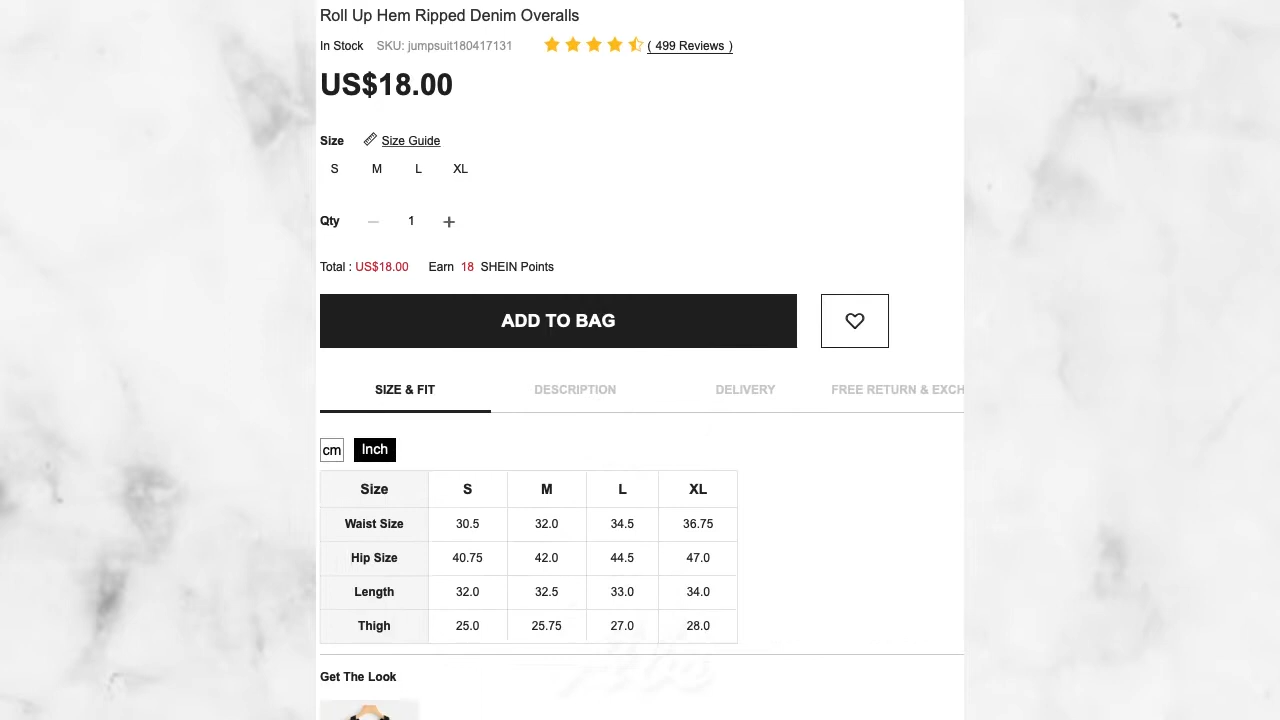 Roll Up Hem Ripped Denim Overalls
In Stock SKU: jumpsuit180417131 ( 499 Reviews )
US$18.00
Size Size Guide
S M L XL
Qty − 1 +
Total : US$18.00 Earn 18 SHEIN Points
ADD TO BAG
SIZE & FIT DESCRIPTION DELIVERY FREE RETURN & EXCH
cm Inch
Size S M L XL
Waist Size 30.5 32.0 34.5 36.75
Hip Size 40.75 42.0 44.5 47.0
Length 32.0 32.5 33.0 34.0
Thigh 25.0 25.75 27.0 28.0
Get The Look